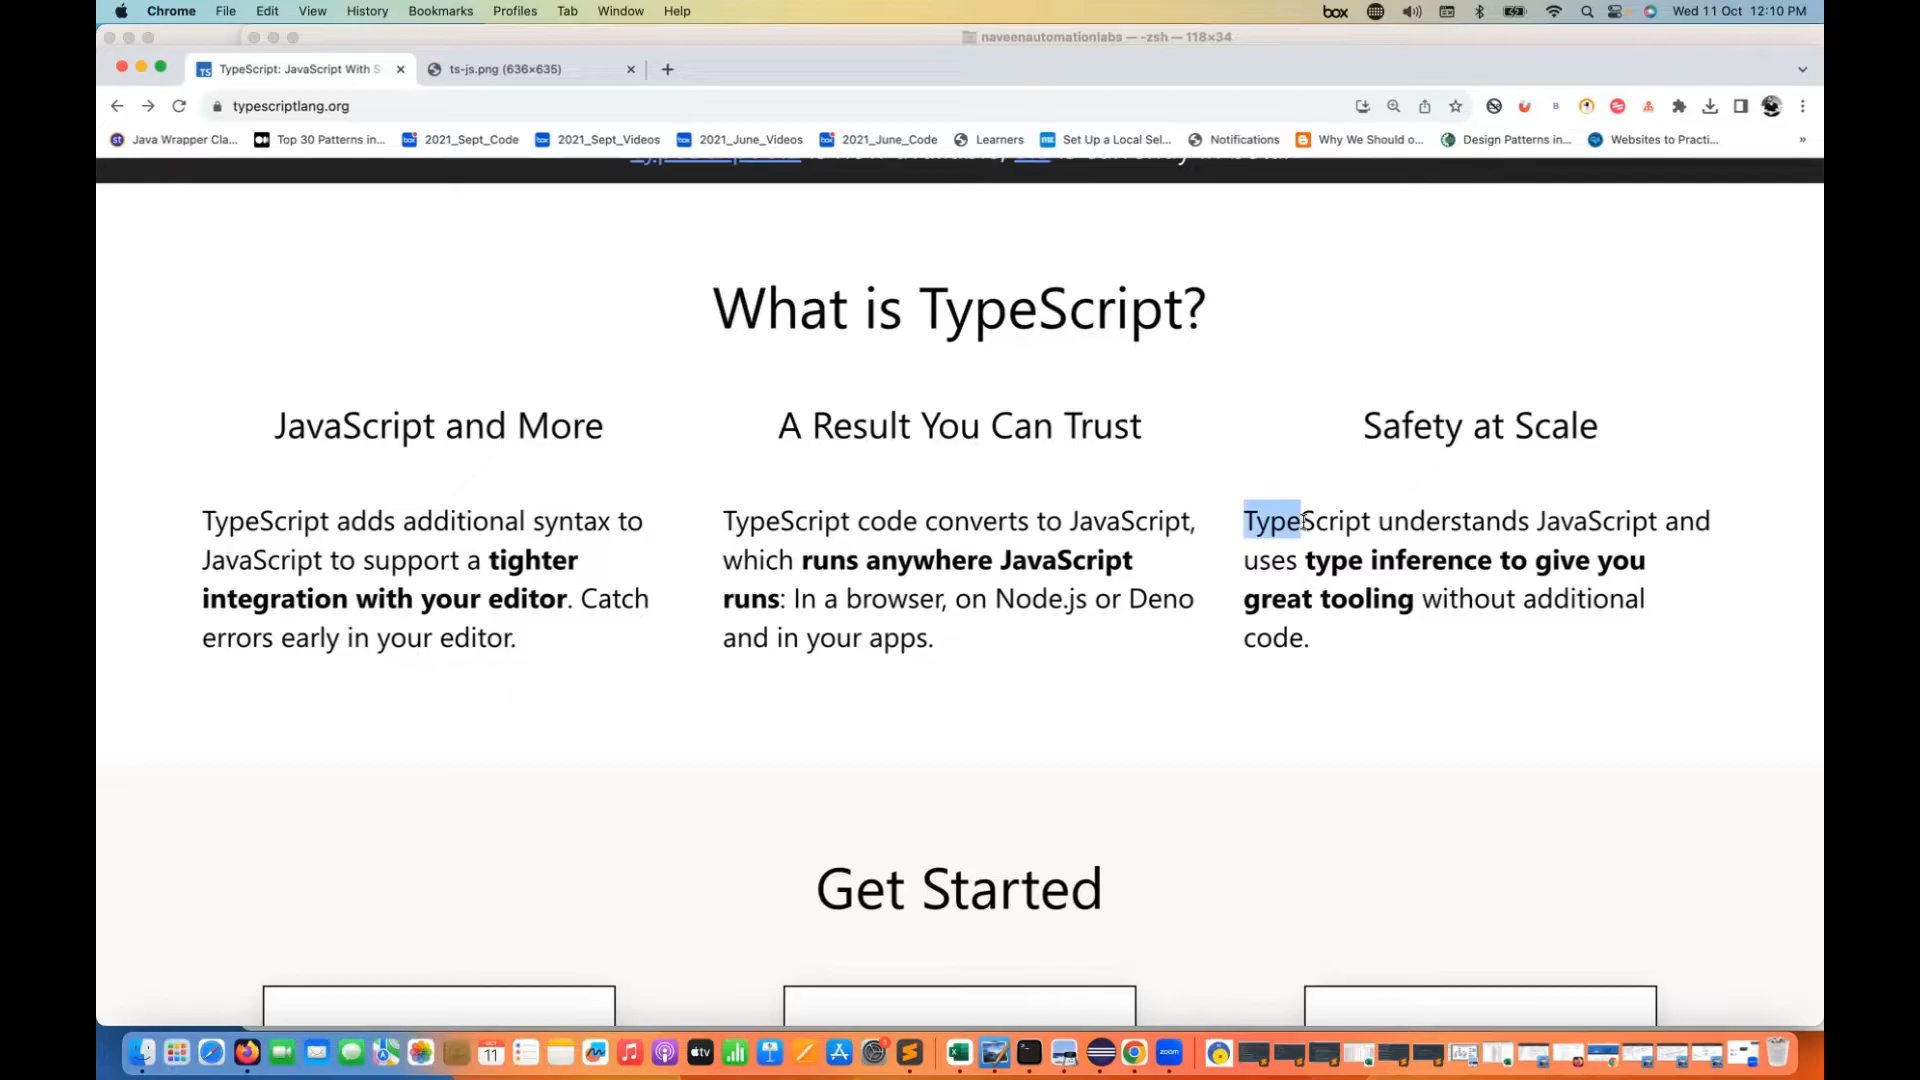 Chrome File Edit View History Bookmarks Profiles Tab Window Help box Wed 11 Oct 12:10 PM
naveenautomationlabs — -zsh — 118×34
TypeScript: JavaScript With S ts-js.png (636×635)
typescriptlang.org
Java Wrapper Cla... Top 30 Patterns in... 2021_Sept_Code 2021_Sept_Videos 2021_June_Videos 2021_June_Code Learners Set Up a Local Sel... Notifications Why We Should o... Design Patterns in... Websites to Practi... »
What is TypeScript?
JavaScript and More
TypeScript adds additional syntax to
JavaScript to support a tighter
integration with your editor. Catch
errors early in your editor.
A Result You Can Trust
TypeScript code converts to JavaScript,
which runs anywhere JavaScript
runs: In a browser, on Node.js or Deno
and in your apps.
Safety at Scale
TypeScript understands JavaScript and
uses type inference to give you
great tooling without additional
code.
Get Started